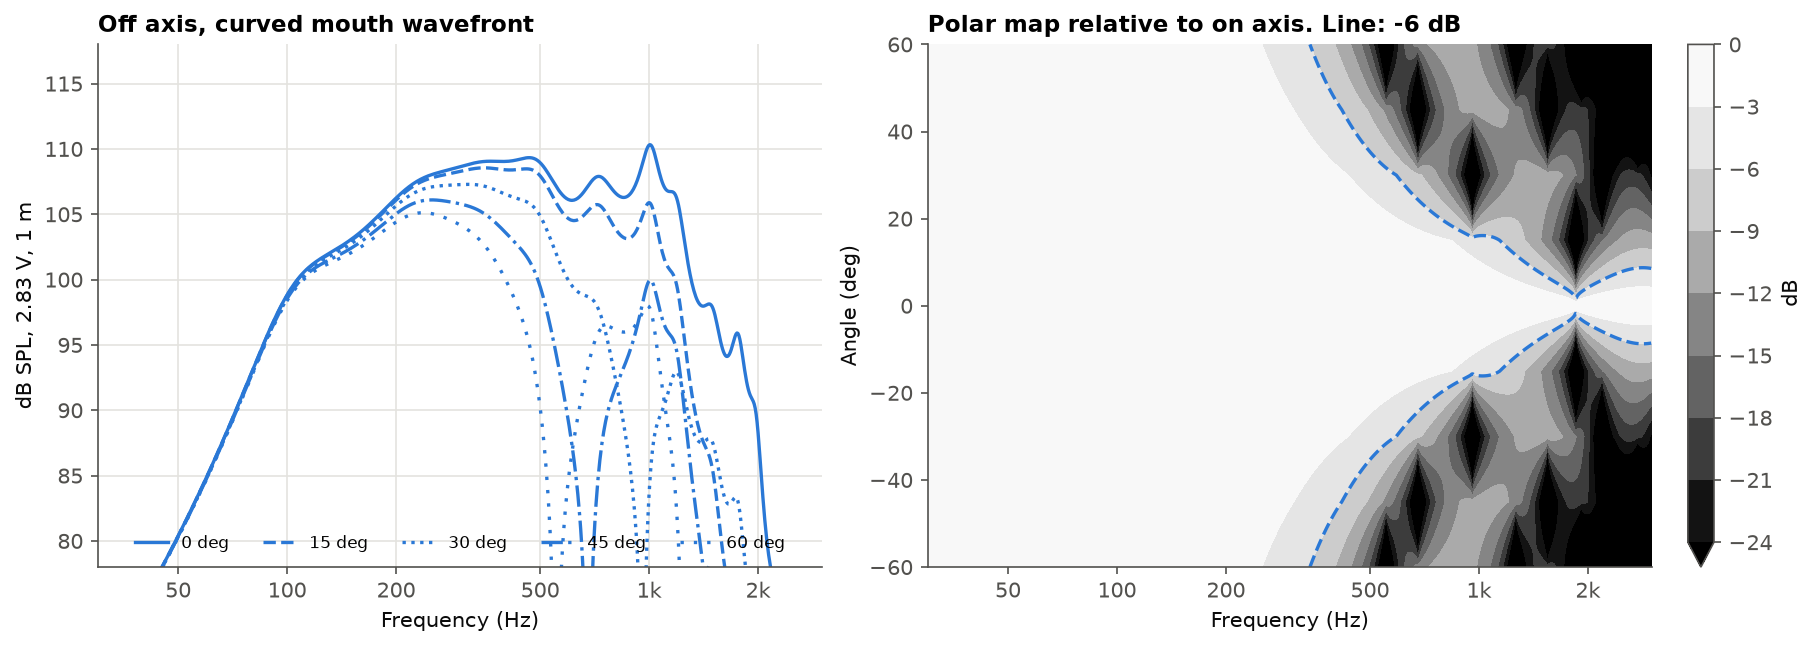 Off axis, curved mouth wavefront
115
110
105
100
95
90
85
80
dB SPL, 2.83 V, 1 m
0 deg 15 deg 30 deg 45 deg 60 deg
50 100 200 500 1k 2k
Frequency (Hz)
Polar map relative to on axis. Line: -6 dB
60
40
20
0
−20
−40
−60
Angle (deg)
50 100 200 500 1k 2k
Frequency (Hz)
0
−3
−6
−9
−12
−15
−18
−21
−24
dB